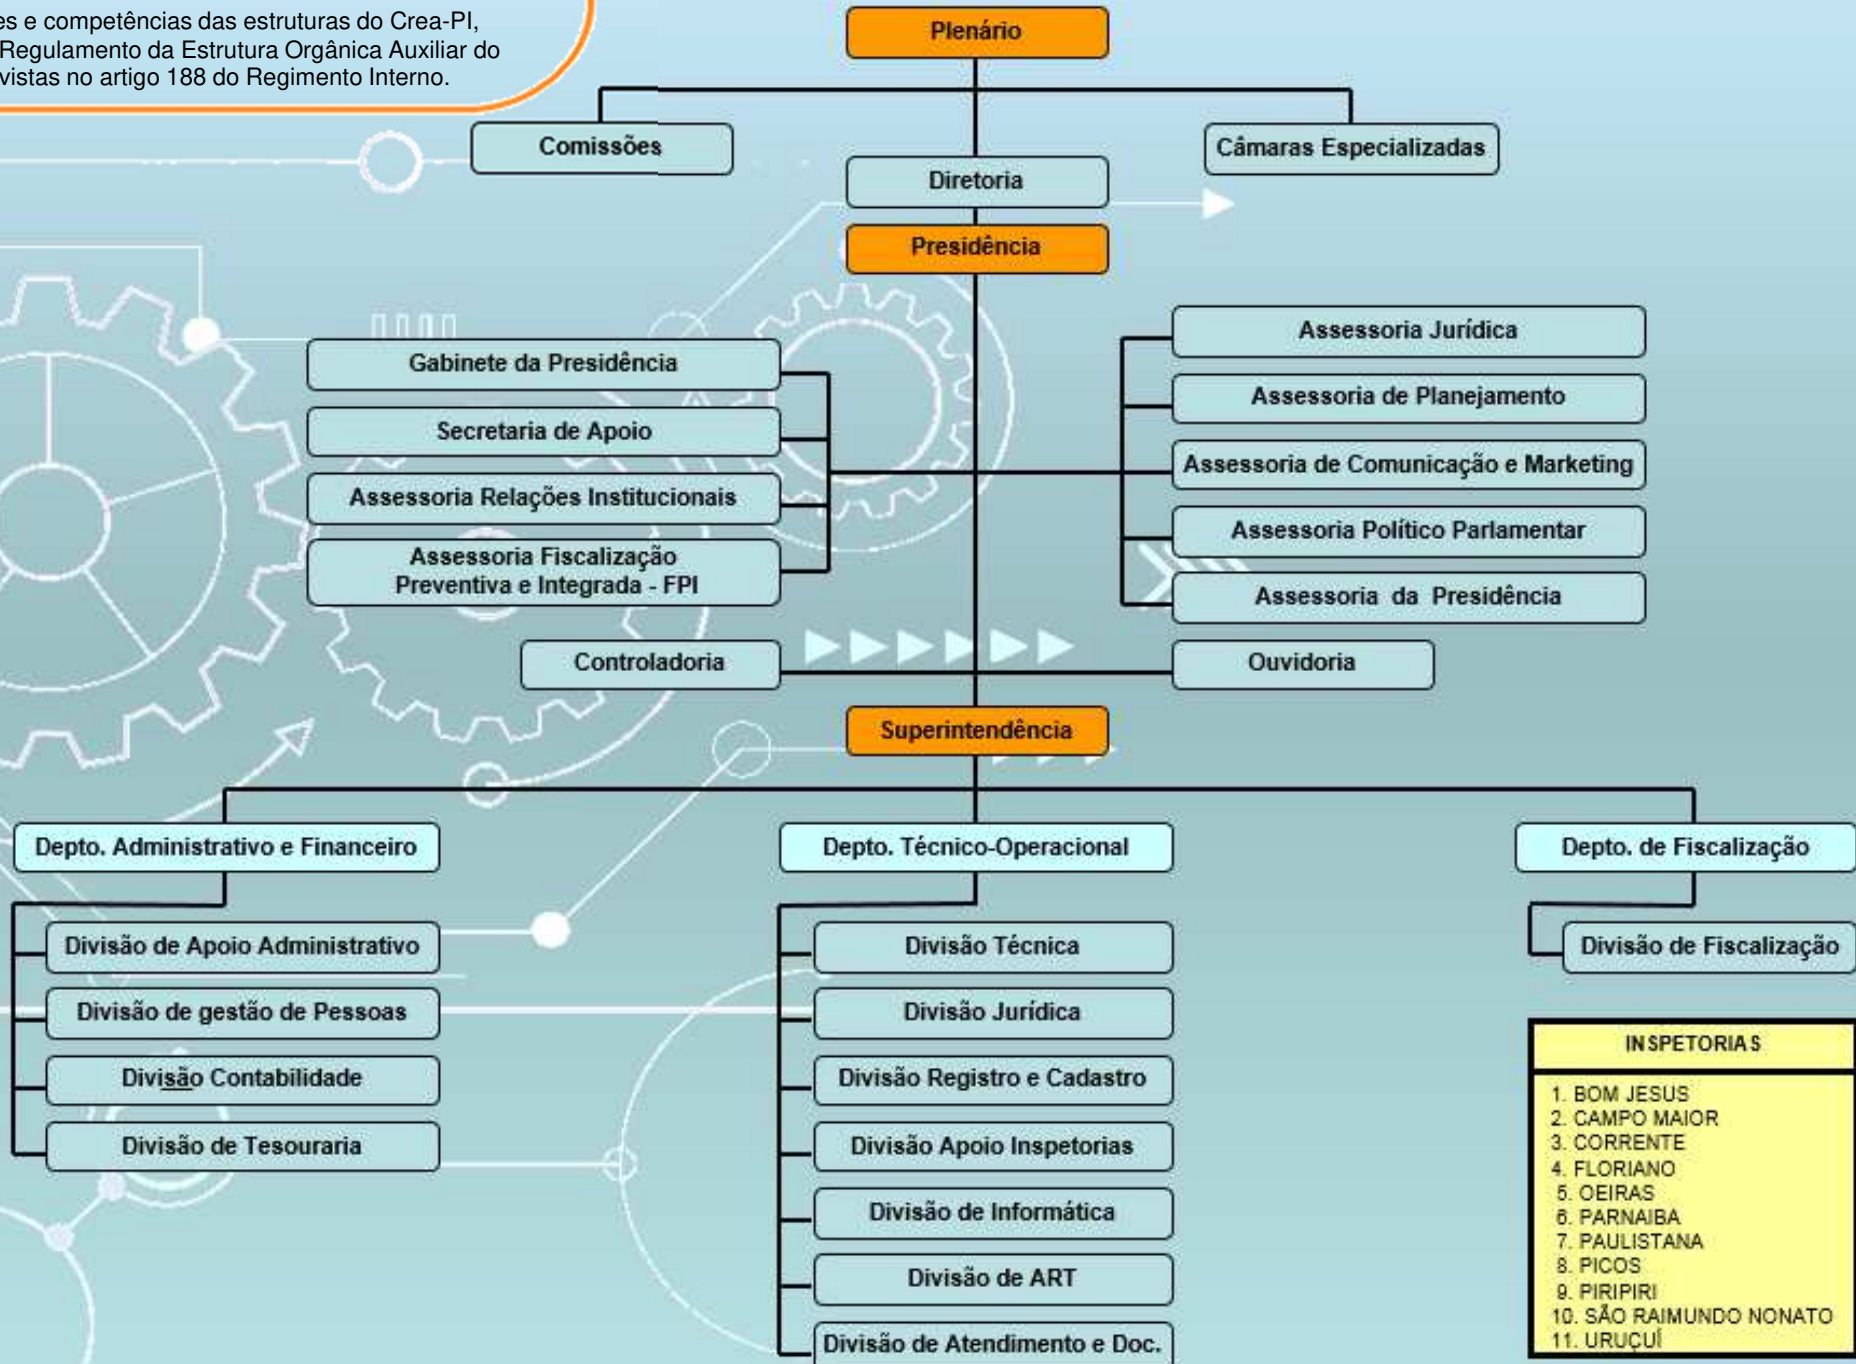 es e competências das estruturas do Crea-PI,
Regulamento da Estrutura Orgânica Auxiliar do
vistas no artigo 188 do Regimento Interno.
Plenário
Comissões
Câmaras Especializadas
Diretoria
Presidência
Gabinete da Presidência
Secretaria de Apoio
Assessoria Relações Institucionais
Assessoria Fiscalização
Preventiva e Integrada - FPI
Assessoria Jurídica
Assessoria de Planejamento
Assessoria de Comunicação e Marketing
Assessoria Político Parlamentar
Assessoria da Presidência
Controladoria
Ouvidoria
Superintendência
Depto. Administrativo e Financeiro
Divisão de Apoio Administrativo
Divisão de gestão de Pessoas
Divisão Contabilidade
Divisão de Tesouraria
Depto. Técnico-Operacional
Divisão Técnica
Divisão Jurídica
Divisão Registro e Cadastro
Divisão Apoio Inspetorias
Divisão de Informática
Divisão de ART
Divisão de Atendimento e Doc.
Depto. de Fiscalização
Divisão de Fiscalização
INSPETORIAS
1. BOM JESUS
2. CAMPO MAIOR
3. CORRENTE
4. FLORIANO
5. OEIRAS
6. PARNAIBA
7. PAULISTANA
8. PICOS
9. PIRIPIRI
10. SÃO RAIMUNDO NONATO
11. URUÇUÍ